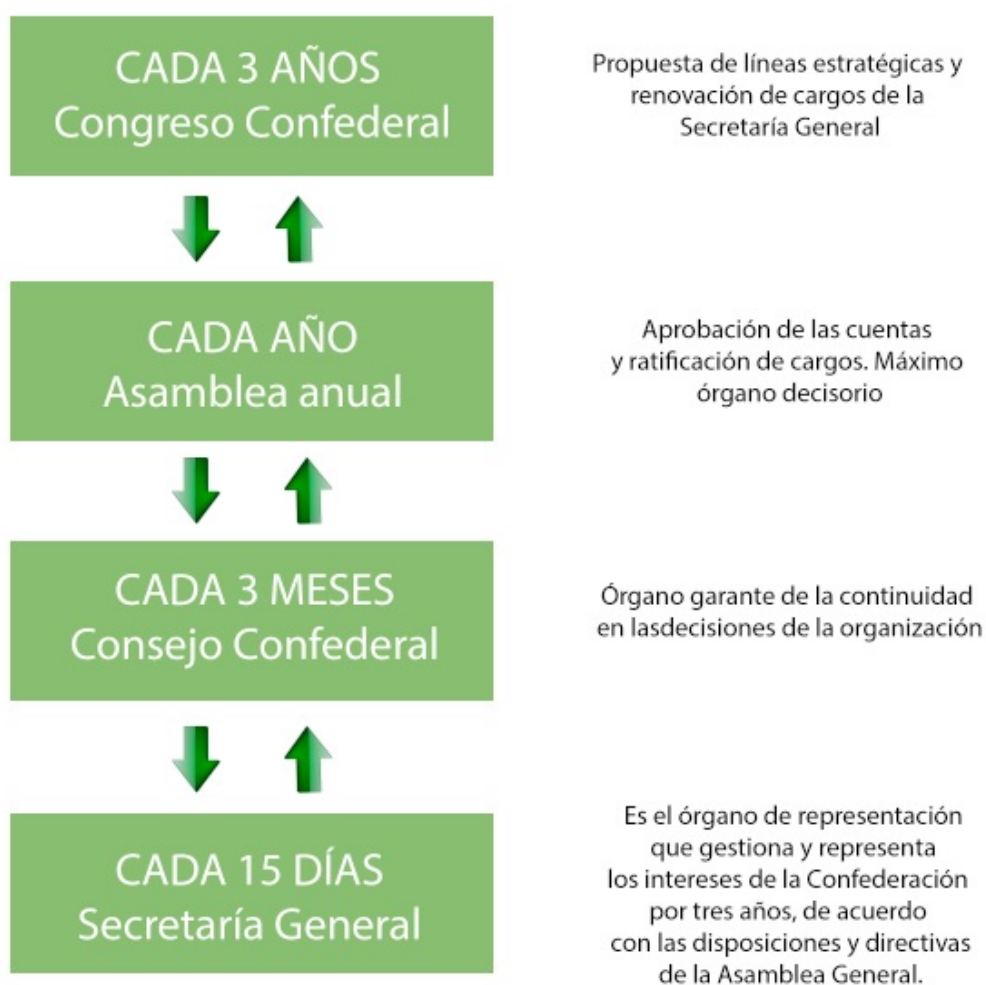 CADA 3 AÑOS
Congreso Confederal
Propuesta de líneas estratégicas y
renovación de cargos de la
Secretaría General
CADA AÑO
Asamblea anual
Aprobación de las cuentas
y ratificación de cargos. Máximo
órgano decisorio
CADA 3 MESES
Consejo Confederal
Órgano garante de la continuidad
en lasdecisiones de la organización
CADA 15 DÍAS
Secretaría General
Es el órgano de representación
que gestiona y representa
los intereses de la Confederación
por tres años, de acuerdo
con las disposiciones y directivas
de la Asamblea General.